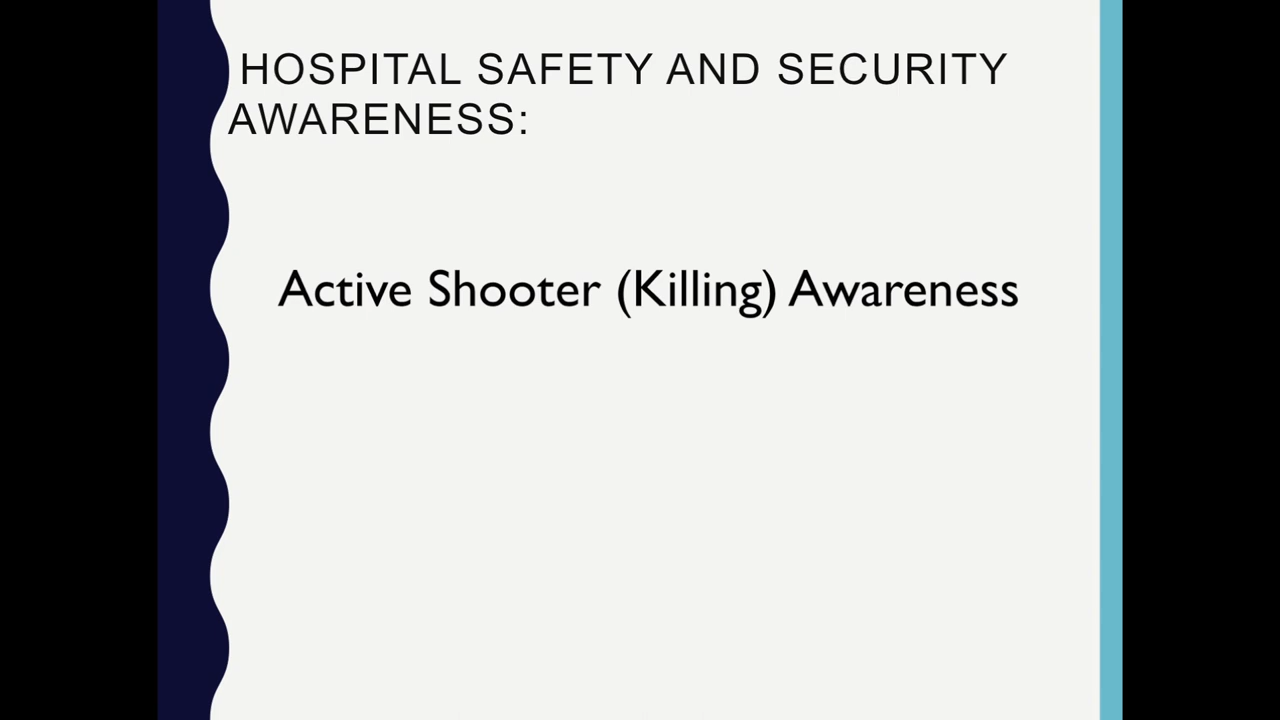 HOSPITAL SAFETY AND SECURITY
AWARENESS:
Active Shooter (Killing) Awareness